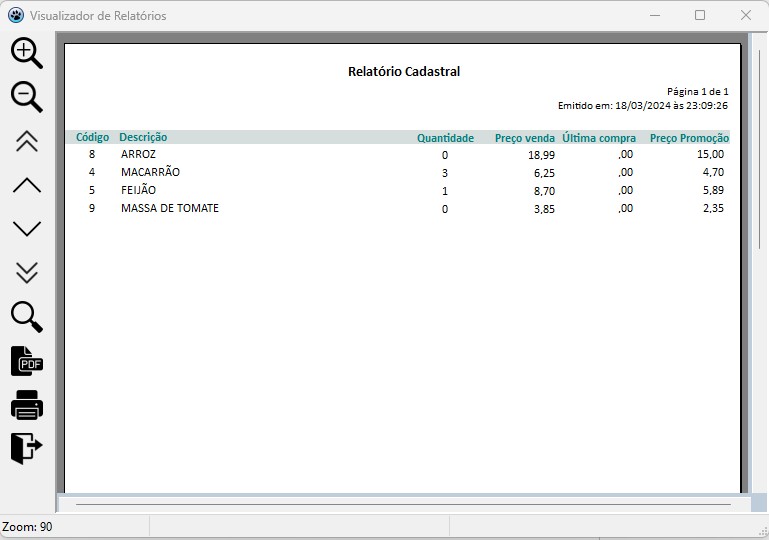 Visualizador de Relatórios
Relatório Cadastral
Página 1 de 1
Emitido em: 18/03/2024 às 23:09:26
Código Descrição Quantidade Preço venda Última compra Preço Promoção
8 ARROZ 0 18,99 ,00 15,00
4 MACARRÃO 3 6,25 ,00 4,70
5 FEIJÃO 1 8,70 ,00 5,89
9 MASSA DE TOMATE 0 3,85 ,00 2,35
PDF
Zoom: 90